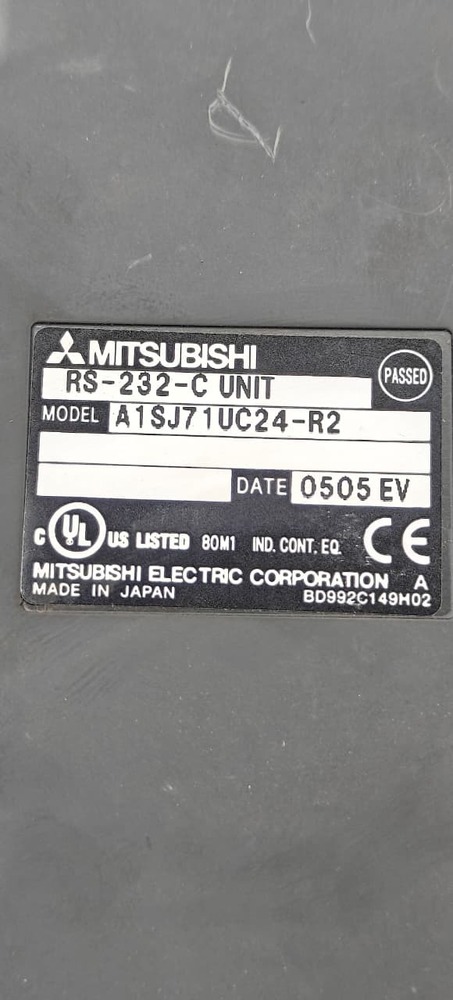 MITSUBISHI
PASSED
RS-232-C UNIT
MODEL A1SJ71UC24-R2
DATE 0505 EV
C UL US LISTED 80M1 IND. CONT. EQ. CE
MITSUBISHI ELECTRIC CORPORATION A
MADE IN JAPAN BD992C149H02